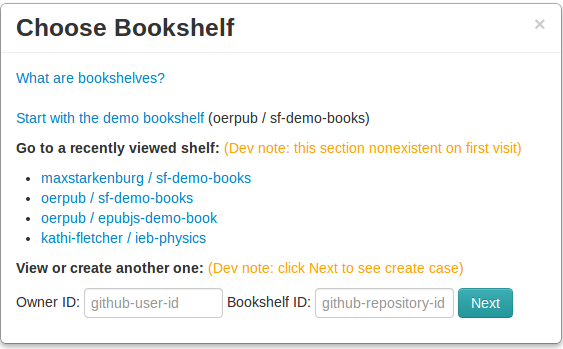 Choose Bookshelf ×
What are bookshelves?
Start with the demo bookshelf (oerpub / sf-demo-books)
Go to a recently viewed shelf: (Dev note: this section nonexistent on first visit)
• maxstarkenburg / sf-demo-books
• oerpub / sf-demo-books
• oerpub / epubjs-demo-book
• kathi-fletcher / ieb-physics
View or create another one: (Dev note: click Next to see create case)
Owner ID: github-user-id Bookshelf ID: github-repository-id Next